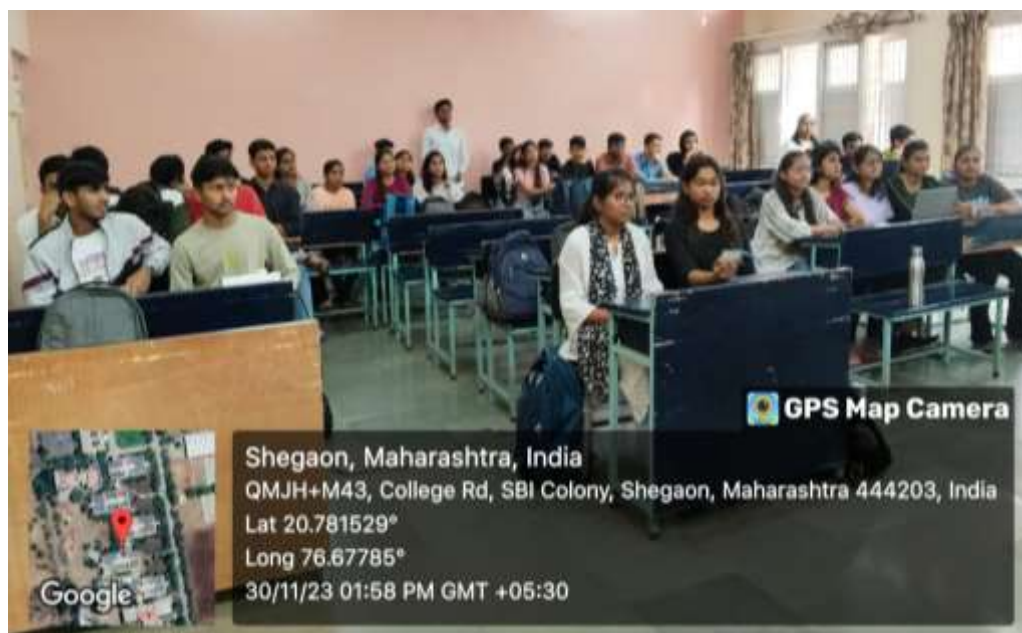 GPS Map Camera
Shegaon, Maharashtra, India
QMJH+M43, College Rd, SBI Colony, Shegaon, Maharashtra 444203, India
Lat 20.781529°
Long 76.67785°
30/11/23 01:58 PM GMT +05:30
Google